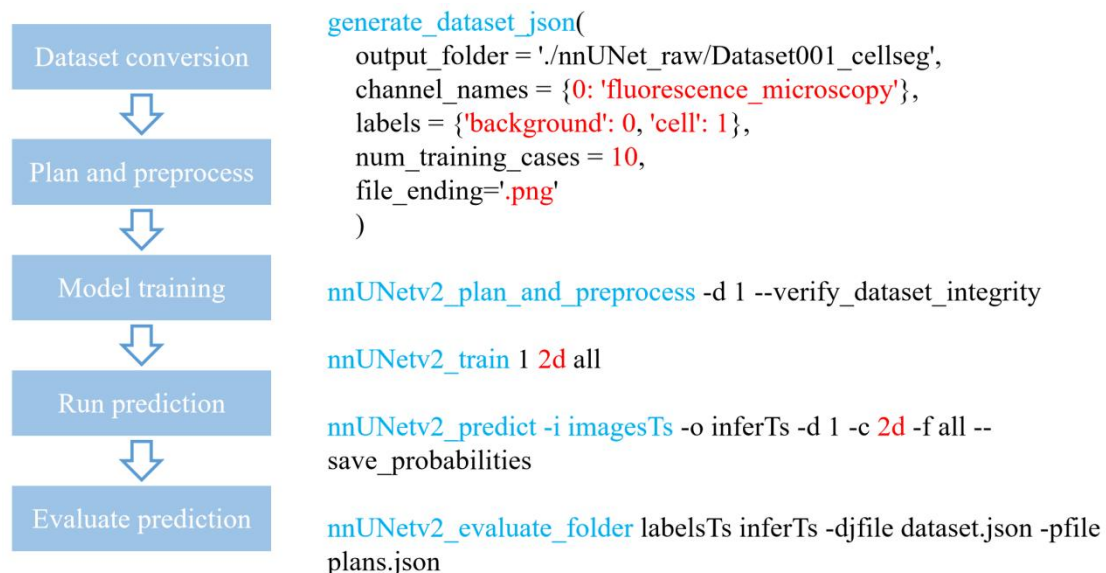 Dataset conversion
Plan and preprocess
Model training
Run prediction
Evaluate prediction
generate_dataset_json(
output_folder = './nnUNet_raw/Dataset001_cellseg',
channel_names = {0: 'fluorescence_microscopy'},
labels = {'background': 0, 'cell': 1},
num_training_cases = 10,
file_ending='.png'
)
nnUNetv2_plan_and_preprocess -d 1 --verify_dataset_integrity
nnUNetv2_train 1 2d all
nnUNetv2_predict -i imagesTs -o inferTs -d 1 -c 2d -f all --
save_probabilities
nnUNetv2_evaluate_folder labelsTs inferTs -djfile dataset.json -pfile
plans.json